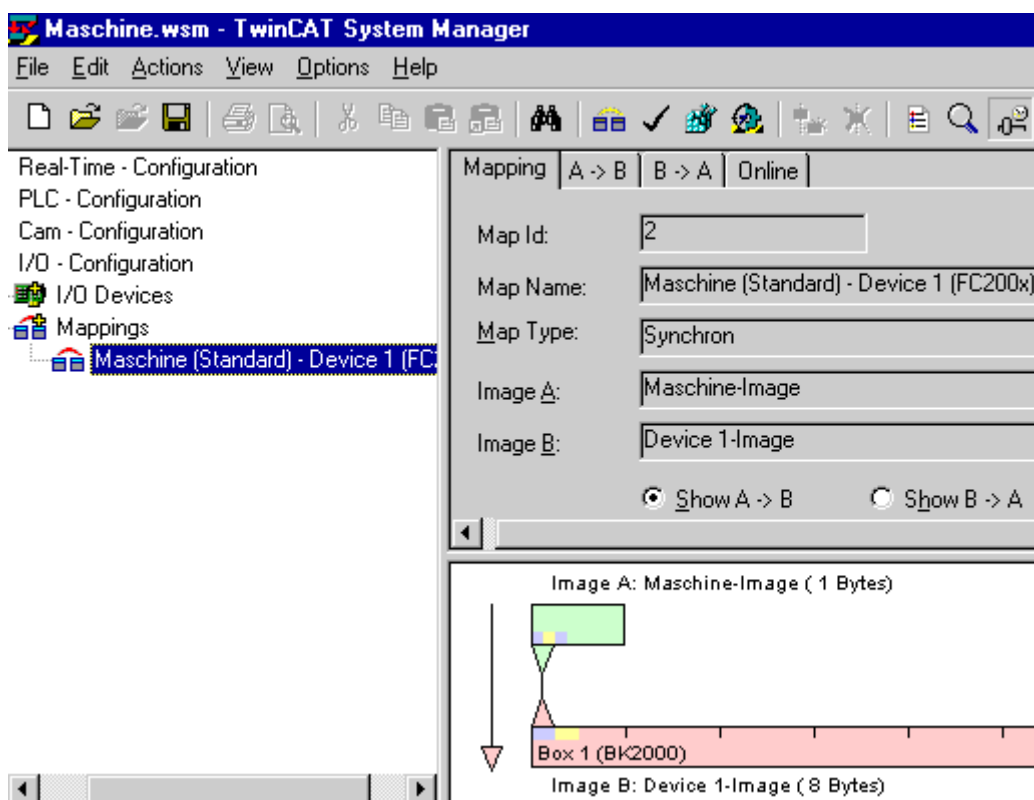 Maschine.wsm - TwinCAT System Manager
File Edit Actions View Options Help
Real-Time - Configuration
PLC - Configuration
Cam - Configuration
I/O - Configuration
I/O Devices
Mappings
Maschine (Standard) - Device 1 (FC
Mapping A -> B B -> A Online
Map Id: 2
Map Name: Maschine (Standard) - Device 1 (FC200x)
Map Type: Synchron
Image A: Maschine-Image
Image B: Device 1-Image
Show A -> B Show B -> A
Image A: Maschine-Image ( 1 Bytes)
Box 1 (BK2000)
Image B: Device 1-Image ( 8 Bytes)